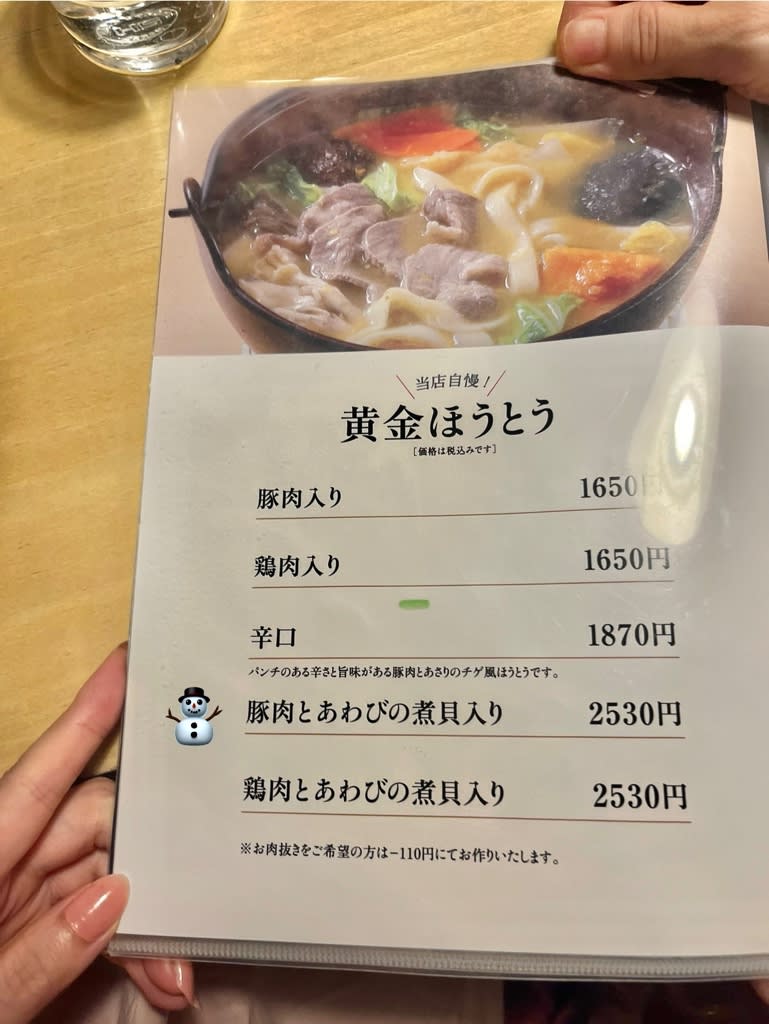 当店自慢！
黄金ほうとう
［価格は税込みです］
豚肉入り 1650円
鶏肉入り 1650円
辛口 1870円
パンチのある辛さと旨味がある豚肉とあさりのチゲ風ほうとうです。
豚肉とあわびの煮貝入り 2530円
鶏肉とあわびの煮貝入り 2530円
※お肉抜きをご希望の方は−110円にてお作りいたします。